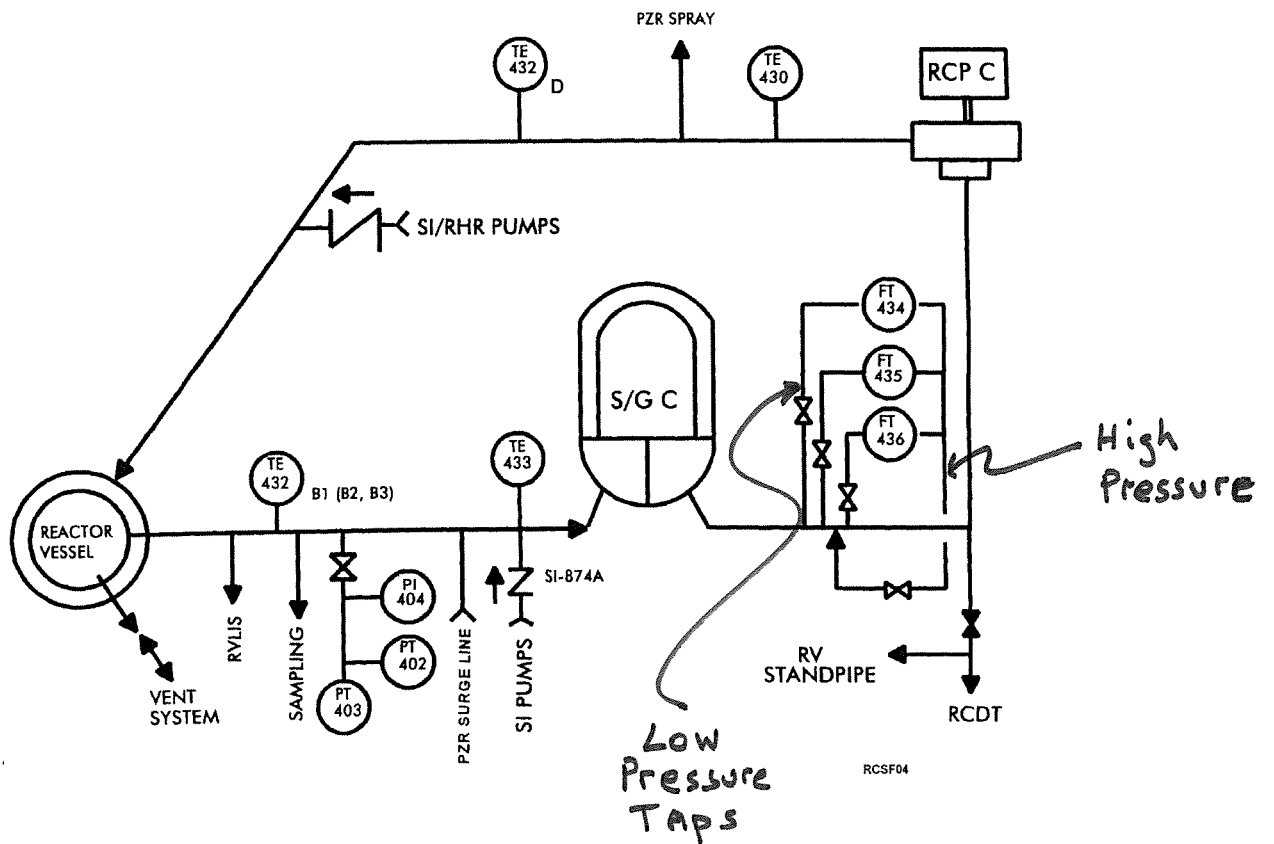 PZR SPRAY
TE
432
D
TE
430
RCP C
SI/RHR PUMPS
FT
434
FT
435
FT
436
S/G C
High
Pressure
REACTOR
VESSEL
TE
432
B1 (B2, B3)
TE
433
SI-874A
PI
404
PT
402
PT
403
RVLIS
SAMPLING
PZR SURGE LINE
SI PUMPS
VENT
SYSTEM
RV
STANDPIPE
RCDT
Low
Pressure
Taps
RCSF04